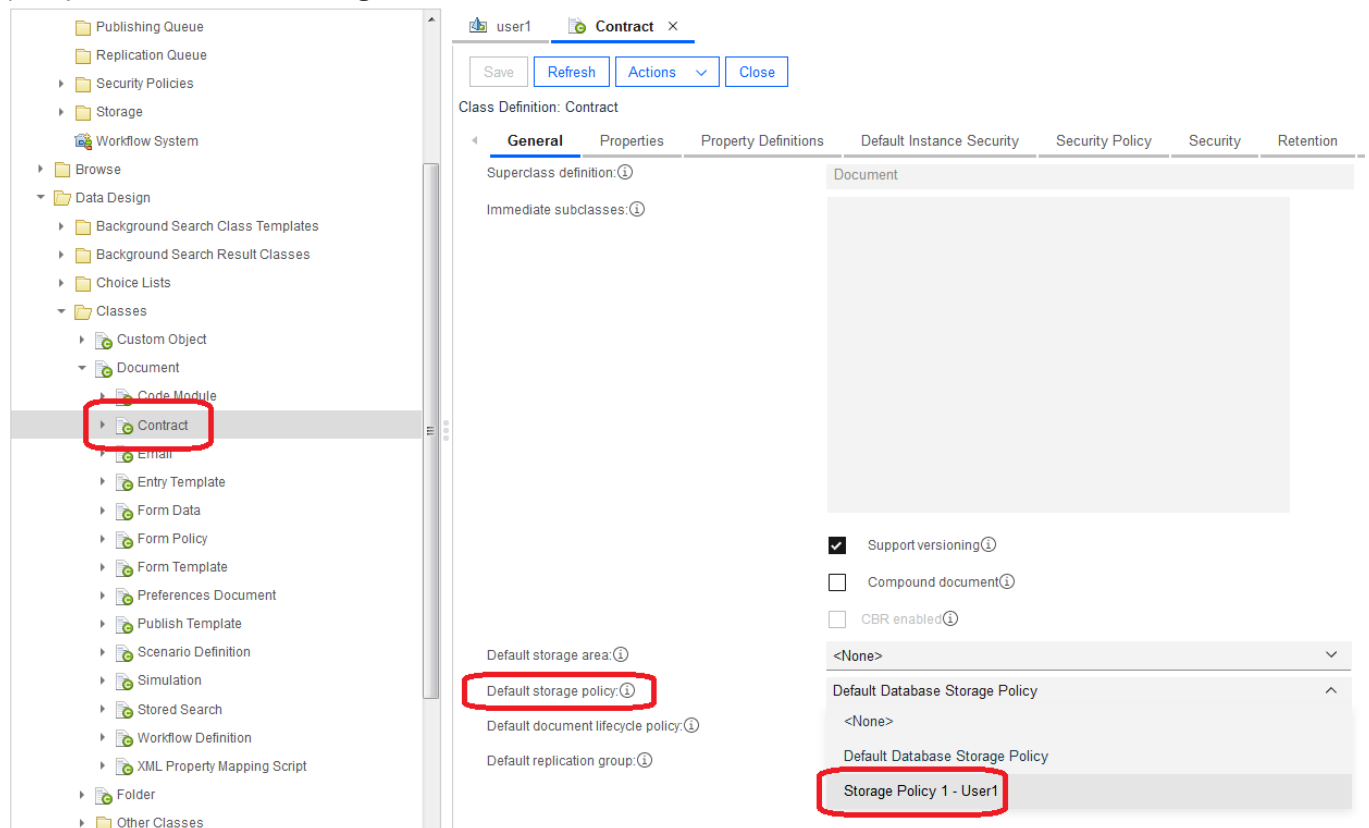 Publishing Queue
Replication Queue
Security Policies
Storage
Workflow System
Browse
Data Design
Background Search Class Templates
Background Search Result Classes
Choice Lists
Classes
Custom Object
Document
Code Module
Contract
Email
Entry Template
Form Data
Form Policy
Form Template
Preferences Document
Publish Template
Scenario Definition
Simulation
Stored Search
Workflow Definition
XML Property Mapping Script
Folder
Other Classes
user1 Contract ×
Save Refresh Actions Close
Class Definition: Contract
General Properties Property Definitions Default Instance Security Security Policy Security Retention
Superclass definition: Document
Immediate subclasses:
Support versioning
Compound document
CBR enabled
Default storage area: <None>
Default storage policy: Default Database Storage Policy
<None>
Default document lifecycle policy:
Default Database Storage Policy
Default replication group:
Storage Policy 1 - User1